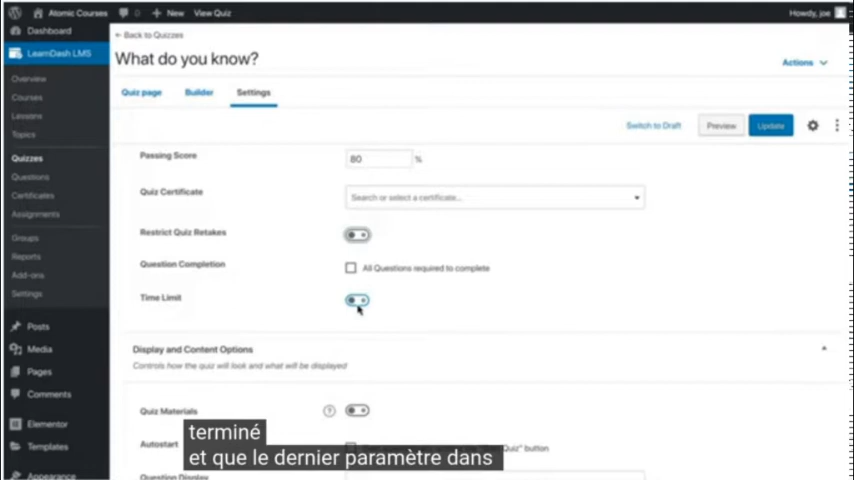 Atomic Courses 0 New View Quiz Howdy, joe
Dashboard
LearnDash LMS
Overview
Courses
Lessons
Topics
Quizzes
Questions
Certificates
Assignments
Groups
Reports
Add-ons
Settings
Posts
Media
Pages
Comments
Elementor
Templates
Appearance
Back to Quizzes
What do you know?
Actions
Quiz page Builder Settings
Switch to Draft Preview Update
Passing Score 80 %
Quiz Certificate Search or select a certificate...
Restrict Quiz Retakes
Question Completion All Questions required to complete
Time Limit
Display and Content Options
Controls how the quiz will look and what will be displayed
Quiz Materials
Autostart Quiz" button
Question Display
terminé
et que le dernier paramètre dans